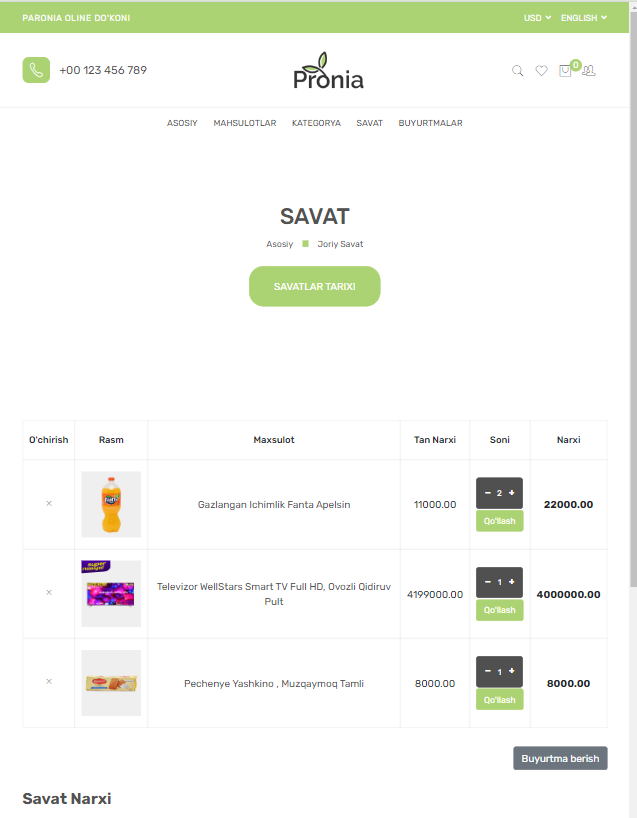 PARONIA OLINE DO'KONI
USD
ENGLISH
+00 123 456 789
Pronia
0
ASOSIY
MAHSULOTLAR
KATEGORYA
SAVAT
BUYURTMALAR
SAVAT
Asosiy
Joriy Savat
SAVATLAR TARIXI
O'chirish Rasm Maxsulot Tan Narxi Soni Narxi
× Gazlangan Ichimlik Fanta Apelsin 11000.00 − 2 + 22000.00
Qo'llash
× Televizor WellStars Smart TV Full HD, Ovozli Qidiruv
Pult 4199000.00 − 1 + 4000000.00
Qo'llash
× Pechenye Yashkino , Muzqaymoq Tamli 8000.00 − 1 + 8000.00
Qo'llash
Buyurtma berish
Savat Narxi